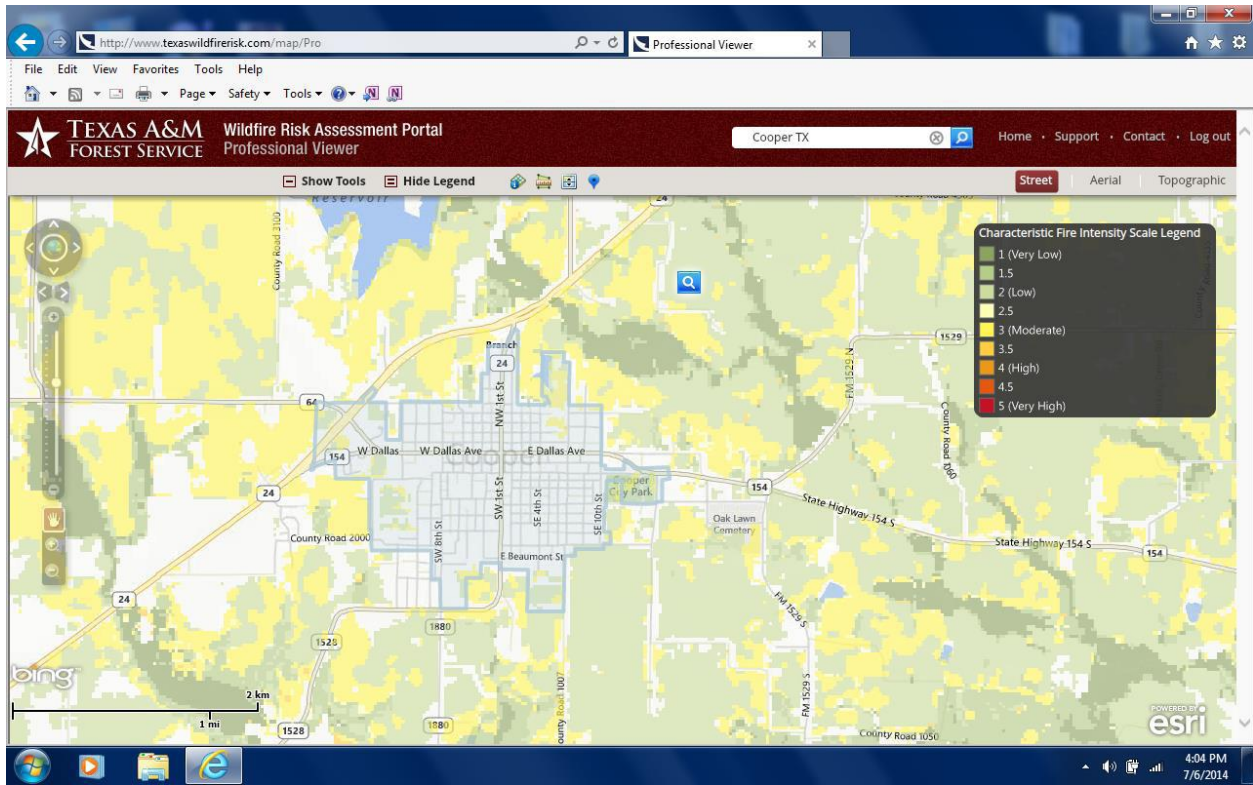 http://www.texaswildfirerisk.com/map/Pro
Professional Viewer
File Edit View Favorites Tools Help
Page Safety Tools
TEXAS A&M
FOREST SERVICE
Wildfire Risk Assessment Portal
Professional Viewer
Cooper TX
Home · Support · Contact · Log out
Show Tools Hide Legend
Street Aerial Topographic
Reservoir
24
County Road 3100
Characteristic Fire Intensity Scale Legend
1 (Very Low)
1.5
2 (Low)
2.5
3 (Moderate)
3.5
4 (High)
4.5
5 (Very High)
1529
Branch
24
NW 1st St
FM 1529 N
64
County Road 1060
154
W Dallas
W Dallas Ave
E Dallas Ave
Cooper
Cooper
City Park
24
154
SW 1st St
SE 4th St
SE 10th St
State Highway 154 S
Oak Lawn
Cemetery
County Road 2000
SW 8th St
E Beaumont St
State Highway 154 S
154
24
FM 1529 S
1880
1528
bing
2 km
1 mi
1528
1880
County Road 1007
FM 1529 S
County Road 1050
POWERED BY
esri
4:04 PM
7/6/2014